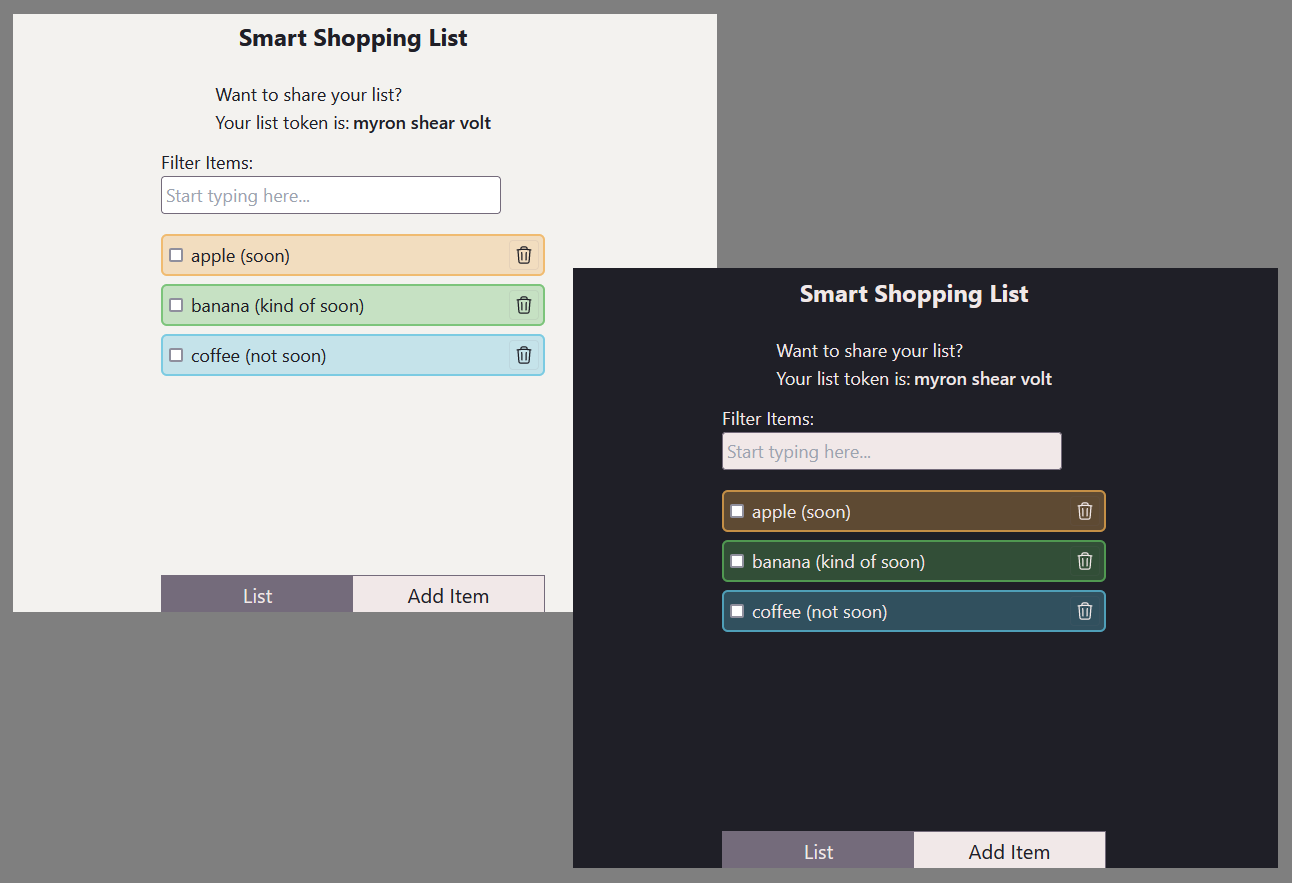 Smart Shopping List
Want to share your list?
Your list token is: myron shear volt
Filter Items:
Start typing here...
apple (soon)
banana (kind of soon)
coffee (not soon)
List Add Item
Smart Shopping List
Want to share your list?
Your list token is: myron shear volt
Filter Items:
Start typing here...
apple (soon)
banana (kind of soon)
coffee (not soon)
List Add Item